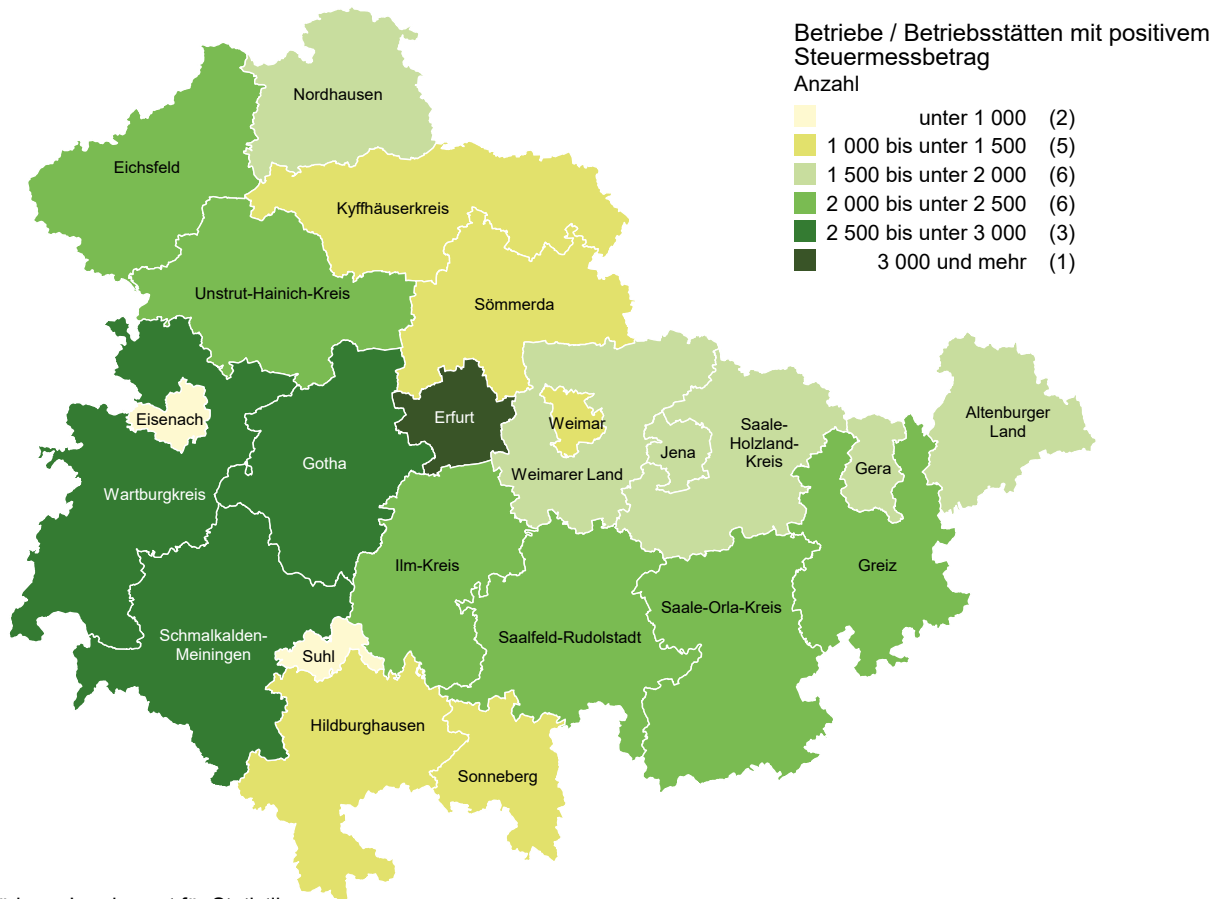 Betriebe / Betriebsstätten mit positivem
Steuermessbetrag
Anzahl
unter 1 000 (2)
1 000 bis unter 1 500 (5)
1 500 bis unter 2 000 (6)
2 000 bis unter 2 500 (6)
2 500 bis unter 3 000 (3)
3 000 und mehr (1)
Nordhausen
Eichsfeld
Kyffhäuserkreis
Unstrut-Hainich-Kreis
Sömmerda
Eisenach
Erfurt
Weimar
Altenburger
Land
Saale-
Holzland-
Kreis
Jena
Gotha
Gera
Weimarer Land
Wartburgkreis
Ilm-Kreis
Greiz
Saale-Orla-Kreis
Schmalkalden-
Meiningen
Saalfeld-Rudolstadt
Suhl
Hildburghausen
Sonneberg